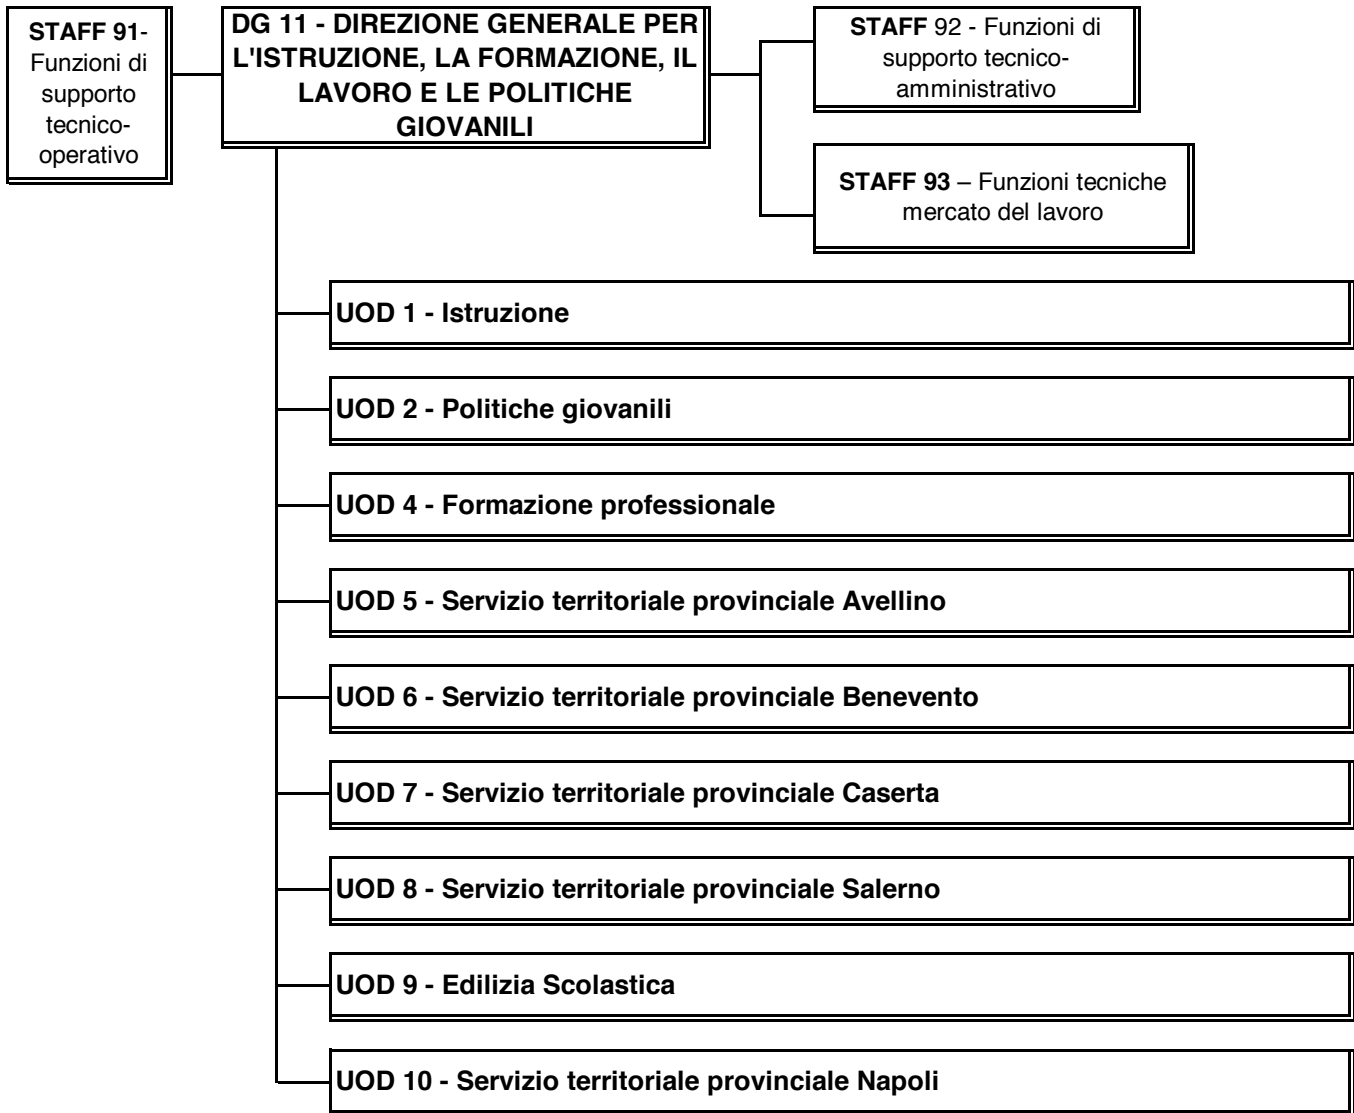 STAFF 91-
Funzioni di
supporto
tecnico-
operativo
DG 11 - DIREZIONE GENERALE PER
L'ISTRUZIONE, LA FORMAZIONE, IL
LAVORO E LE POLITICHE
GIOVANILI
STAFF 92 - Funzioni di
supporto tecnico-
amministrativo
STAFF 93 – Funzioni tecniche
mercato del lavoro
UOD 1 - Istruzione
UOD 2 - Politiche giovanili
UOD 4 - Formazione professionale
UOD 5 - Servizio territoriale provinciale Avellino
UOD 6 - Servizio territoriale provinciale Benevento
UOD 7 - Servizio territoriale provinciale Caserta
UOD 8 - Servizio territoriale provinciale Salerno
UOD 9 - Edilizia Scolastica
UOD 10 - Servizio territoriale provinciale Napoli